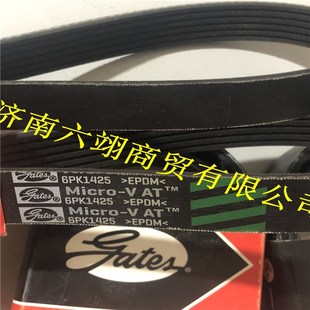 Gates® 6PK1425 >EPDM<
济南六翊商贸有限公司
Gates® Micro-V AT™
6PK1425 >EPDM<
Gates® Micro-V AT™
Gates